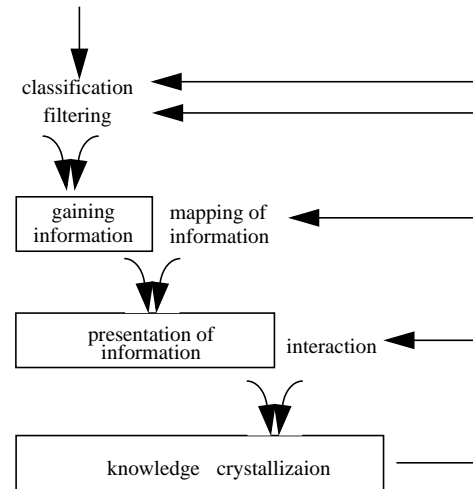 classification
filtering
gaining
information
mapping of
information
presentation of
information
interaction
knowledge crystallizaion